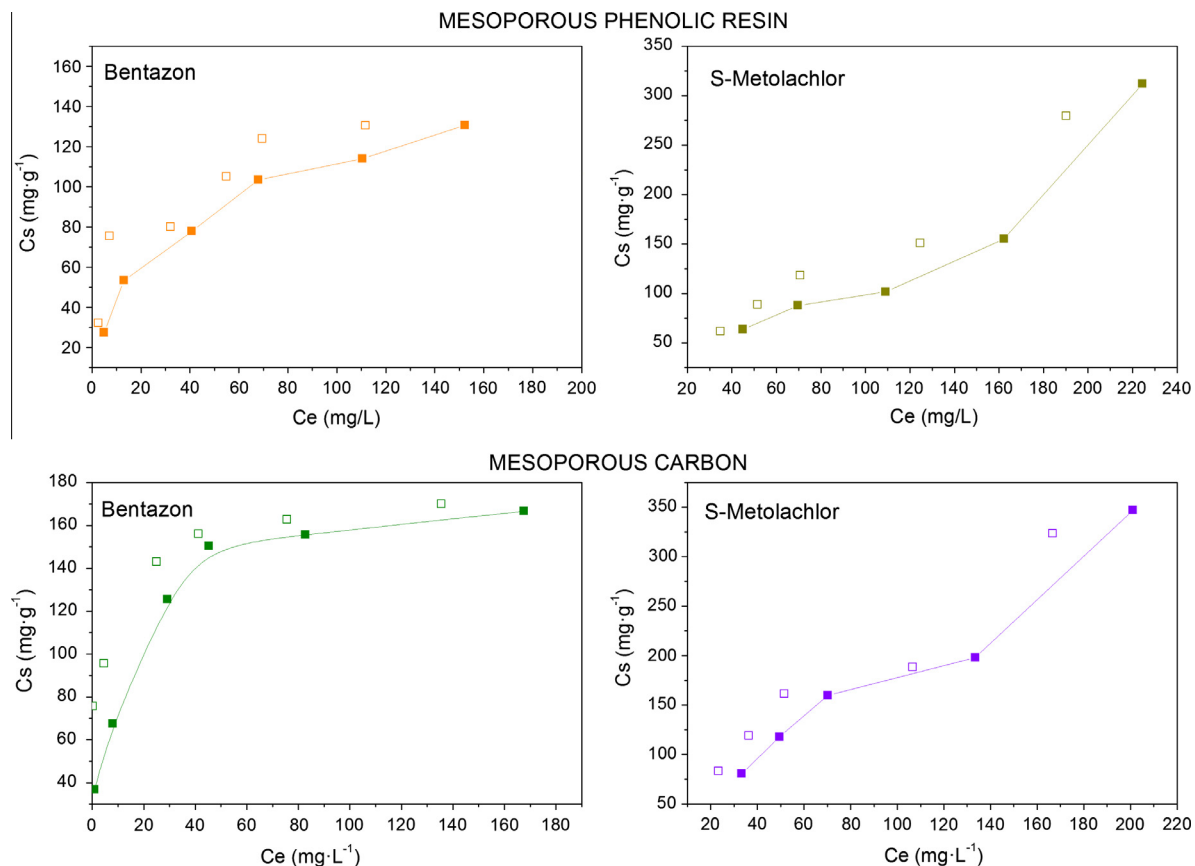 MESOPOROUS PHENOLIC RESIN
Bentazon
Cs (mg·g⁻¹)
160
140
120
100
80
60
40
20
0 20 40 60 80 100 120 140 160 180 200
Ce (mg/L)
S-Metolachlor
Cs (mg·g⁻¹)
350
300
250
200
150
100
50
20 40 60 80 100 120 140 160 180 200 220 240
Ce (mg/L)
MESOPOROUS CARBON
Bentazon
Cs (mg·g⁻¹)
180
160
140
120
100
80
60
40
0 20 40 60 80 100 120 140 160 180
Ce (mg·L⁻¹)
S-Metolachlor
Cs (mg·g⁻¹)
350
300
250
200
150
100
50
20 40 60 80 100 120 140 160 180 200 220
Ce (mg·L⁻¹)